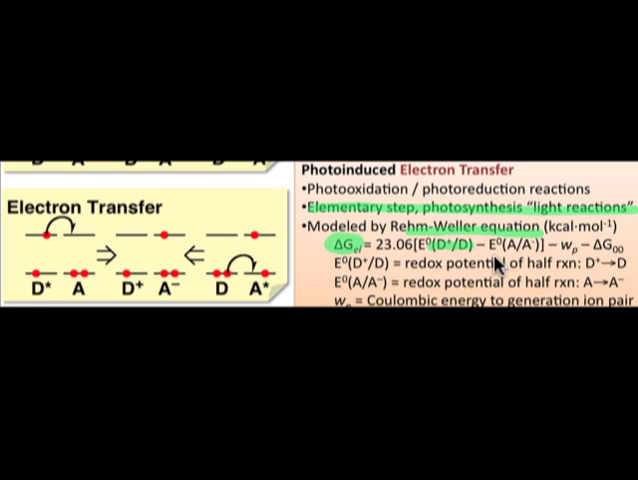 Electron Transfer
D* A D⁺ A⁻ D A*
Photoinduced Electron Transfer
•Photooxidation / photoreduction reactions
•Elementary step, photosynthesis “light reactions”
•Modeled by Rehm-Weller equation (kcal·mol⁻¹)
ΔGₑₗ = 23.06[E⁰(D⁺/D) – E⁰(A/A⁻)] – wₚ – ΔG₀₀
E⁰(D⁺/D) = redox potential of half rxn: D⁺→D
E⁰(A/A⁻) = redox potential of half rxn: A→A⁻
wₚ = Coulombic energy to generation ion pair